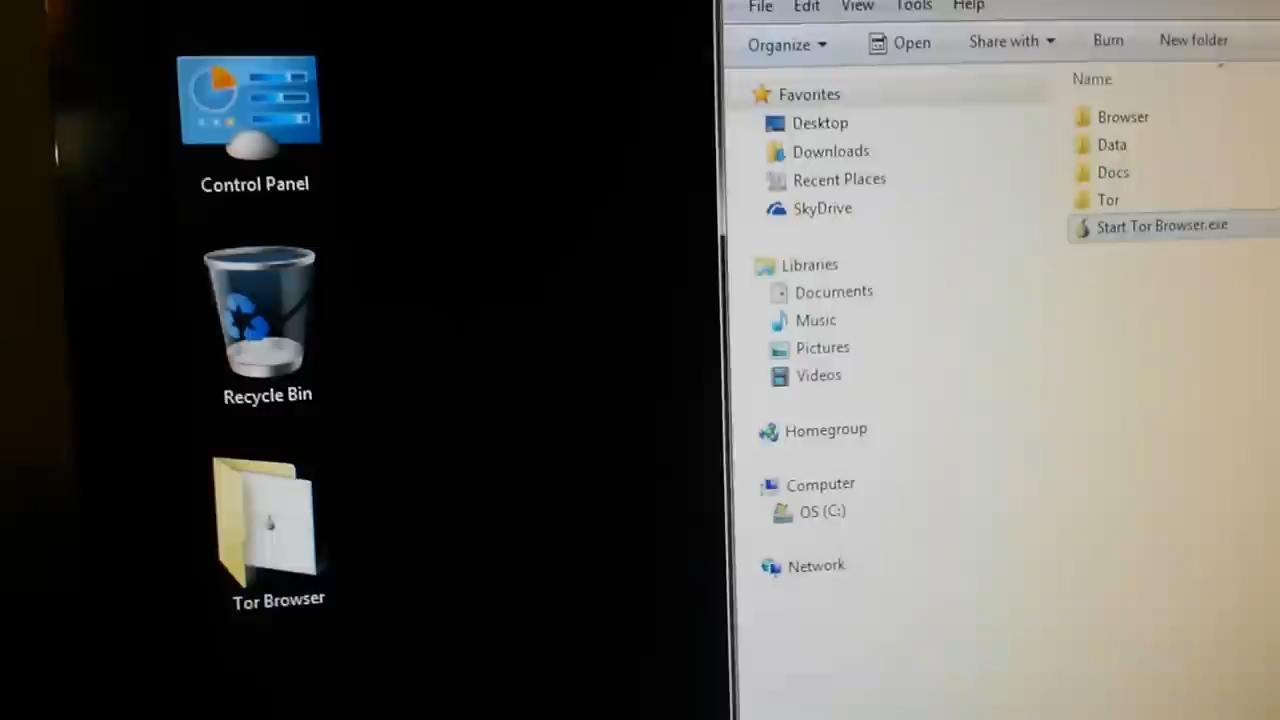 Control Panel
Recycle Bin
Tor Browser
File Edit View Tools Help
Organize Open Share with Burn New folder
Favorites
Desktop
Downloads
Recent Places
SkyDrive
Libraries
Documents
Music
Pictures
Videos
Homegroup
Computer
OS (C:)
Network
Name
Browser
Data
Docs
Tor
Start Tor Browser.exe